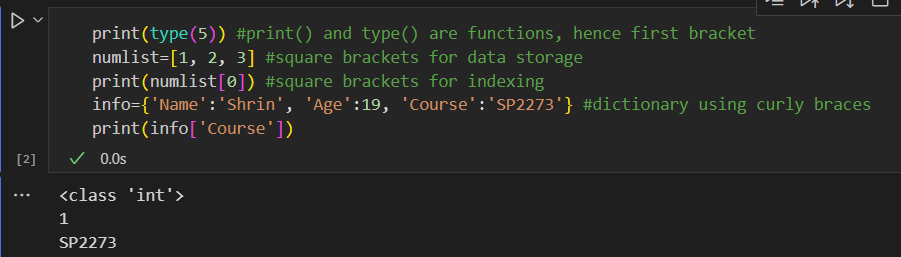 print(type(5)) #print() and type() are functions, hence first bracket
numlist=[1, 2, 3] #square brackets for data storage
print(numlist[0]) #square brackets for indexing
info={'Name':'Shrin', 'Age':19, 'Course':'SP2273'} #dictionary using curly braces
print(info['Course'])
[2] 0.0s
<class 'int'>
1
SP2273